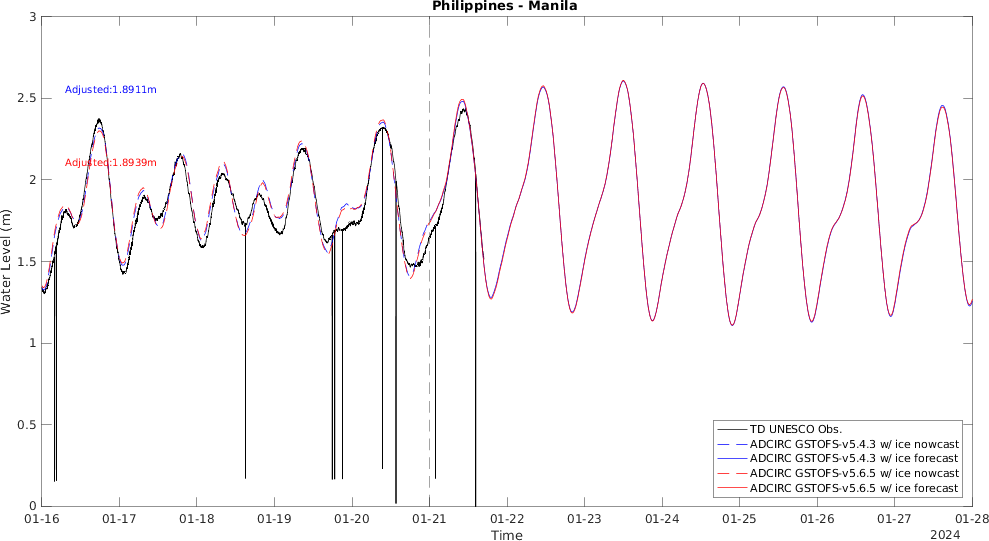 Philippines - Manila
3
2.5
2
1.5
1
0.5
0
Water Level (m)
Adjusted:1.8911m
Adjusted:1.8939m
TD UNESCO Obs.
ADCIRC GSTOFS-v5.4.3 w/ ice nowcast
ADCIRC GSTOFS-v5.4.3 w/ ice forecast
ADCIRC GSTOFS-v5.6.5 w/ ice nowcast
ADCIRC GSTOFS-v5.6.5 w/ ice forecast
01-16 01-17 01-18 01-19 01-20 01-21 01-22 01-23 01-24 01-25 01-26 01-27 01-28
Time
2024